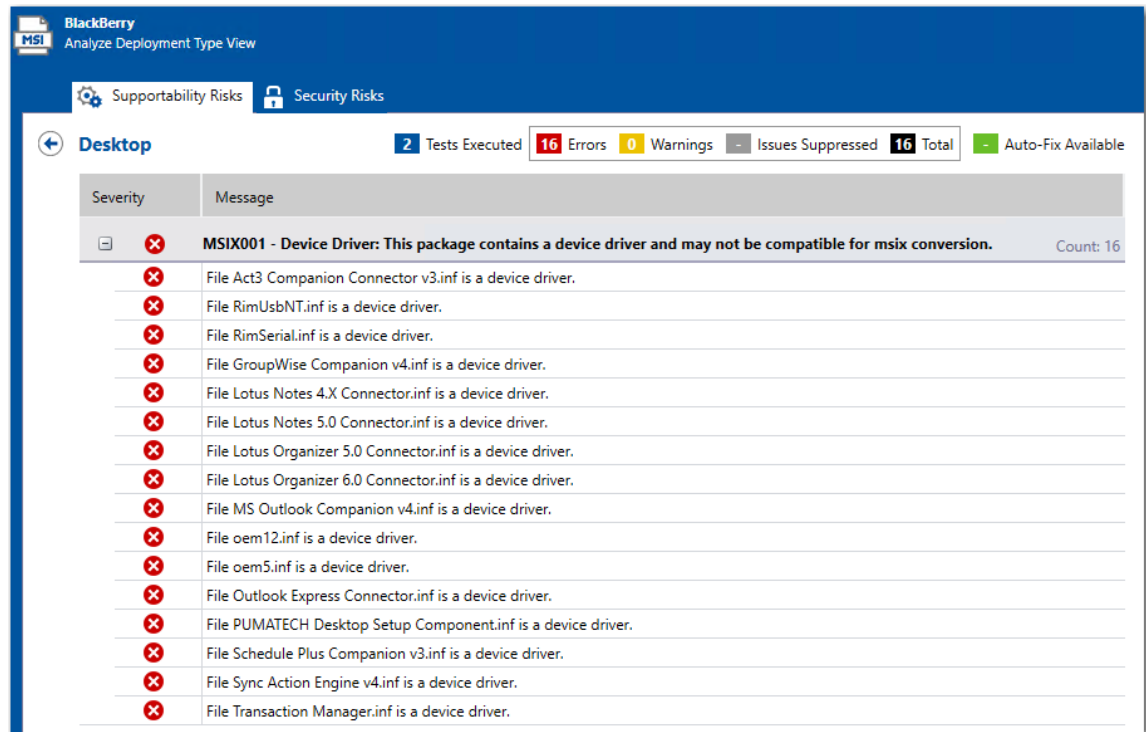 BlackBerry
MSI
Analyze Deployment Type View
Supportability Risks Security Risks
Desktop 2 Tests Executed 16 Errors 0 Warnings - Issues Suppressed 16 Total - Auto-Fix Available
Severity Message
MSIX001 - Device Driver: This package contains a device driver and may not be compatible for msix conversion. Count: 16
File Act3 Companion Connector v3.inf is a device driver.
File RimUsbNT.inf is a device driver.
File RimSerial.inf is a device driver.
File GroupWise Companion v4.inf is a device driver.
File Lotus Notes 4.X Connector.inf is a device driver.
File Lotus Notes 5.0 Connector.inf is a device driver.
File Lotus Organizer 5.0 Connector.inf is a device driver.
File Lotus Organizer 6.0 Connector.inf is a device driver.
File MS Outlook Companion v4.inf is a device driver.
File oem12.inf is a device driver.
File oem5.inf is a device driver.
File Outlook Express Connector.inf is a device driver.
File PUMATECH Desktop Setup Component.inf is a device driver.
File Schedule Plus Companion v3.inf is a device driver.
File Sync Action Engine v4.inf is a device driver.
File Transaction Manager.inf is a device driver.